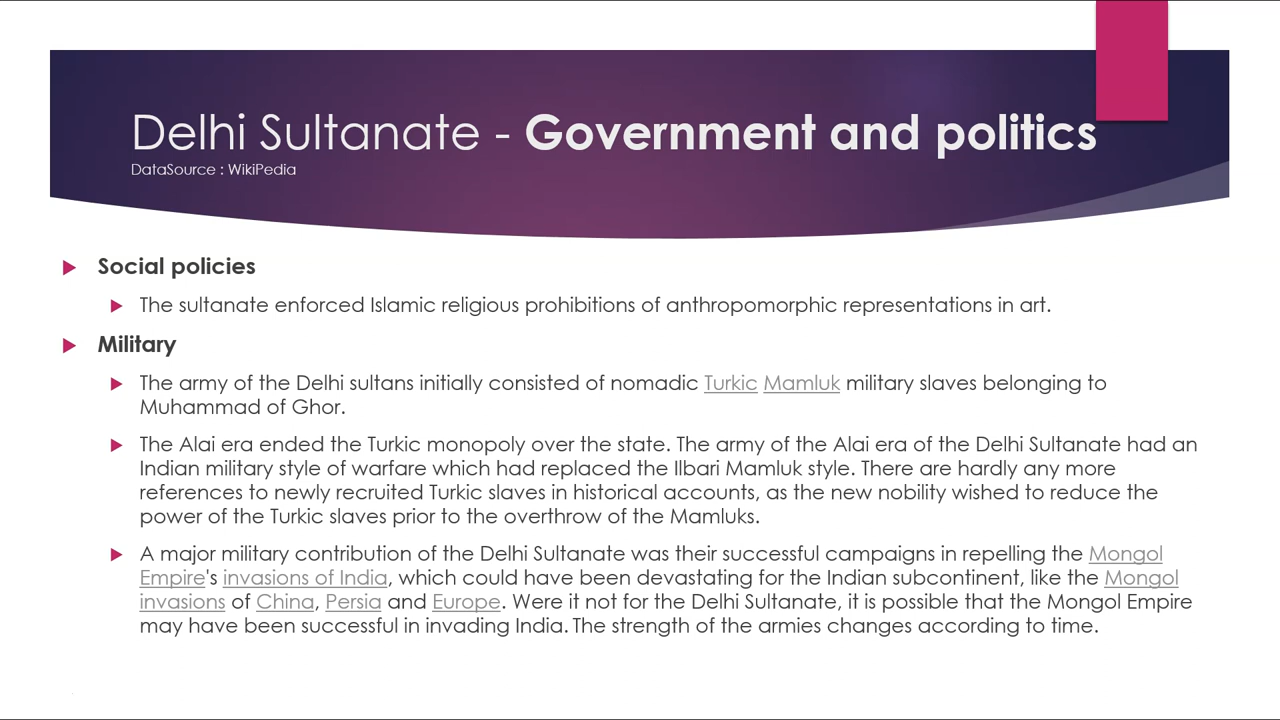 Delhi Sultanate - Government and politics
DataSource : WikiPedia
Social policies
The sultanate enforced Islamic religious prohibitions of anthropomorphic representations in art.
Military
The army of the Delhi sultans initially consisted of nomadic Turkic Mamluk military slaves belonging to
Muhammad of Ghor.
The Alai era ended the Turkic monopoly over the state. The army of the Alai era of the Delhi Sultanate had an
Indian military style of warfare which had replaced the Ilbari Mamluk style. There are hardly any more
references to newly recruited Turkic slaves in historical accounts, as the new nobility wished to reduce the
power of the Turkic slaves prior to the overthrow of the Mamluks.
A major military contribution of the Delhi Sultanate was their successful campaigns in repelling the Mongol
Empire's invasions of India, which could have been devastating for the Indian subcontinent, like the Mongol
invasions of China, Persia and Europe. Were it not for the Delhi Sultanate, it is possible that the Mongol Empire
may have been successful in invading India. The strength of the armies changes according to time.